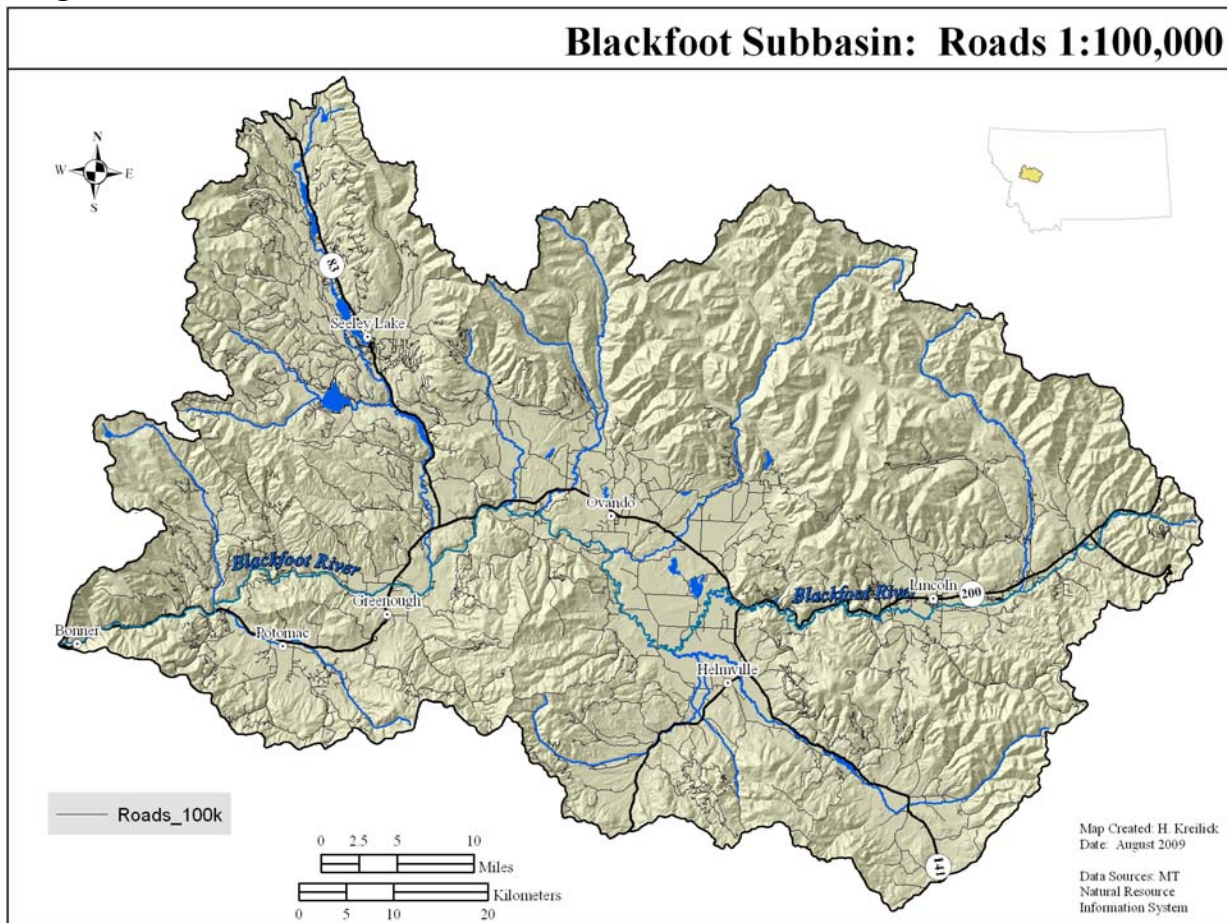 Blackfoot Subbasin: Roads 1:100,000
N
W E
S
83
Seeley Lake
Ovando
Blackfoot River
Blackfoot River
Lincoln
200
Greenough
Bonner
Potomac
Helmville
141
Roads_100k
0 2.5 5 10
Miles
Kilometers
0 5 10 20
Map Created: H. Kreilick
Date: August 2009
Data Sources: MT
Natural Resource
Information System